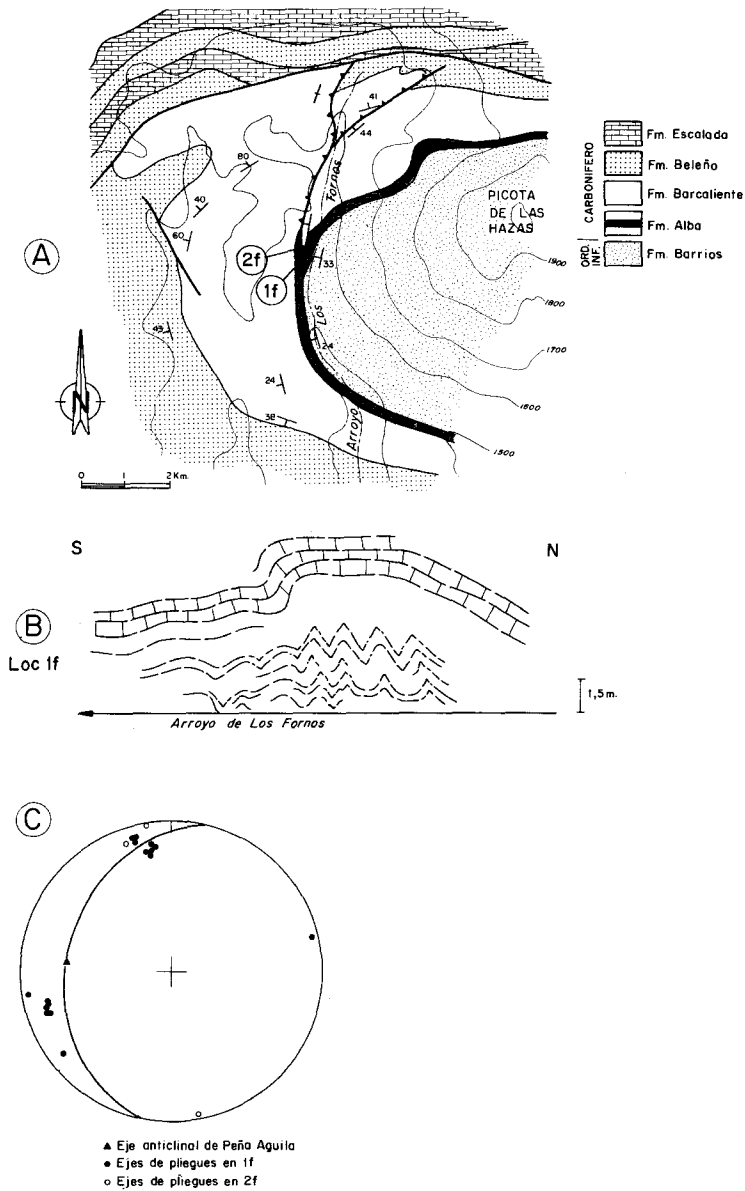 A
80
40
60
43
24
38
41
44
33
24
Fornos
Los
Arroyo
2f
1f
PICOTA
DE LAS
HAZAS
1900
1800
1700
1600
1500
N
0 1 2 Km.
CARBONIFERO
ORD. INF.
Fm. Escalada
Fm. Beleño
Fm. Barcaliente
Fm. Alba
Fm. Barrios
S
N
B
Loc 1f
1,5m.
Arroyo de Los Fornos
C
▲ Eje anticlinal de Peña Aguila
● Ejes de pliegues en 1f
○ Ejes de pliegues en 2f